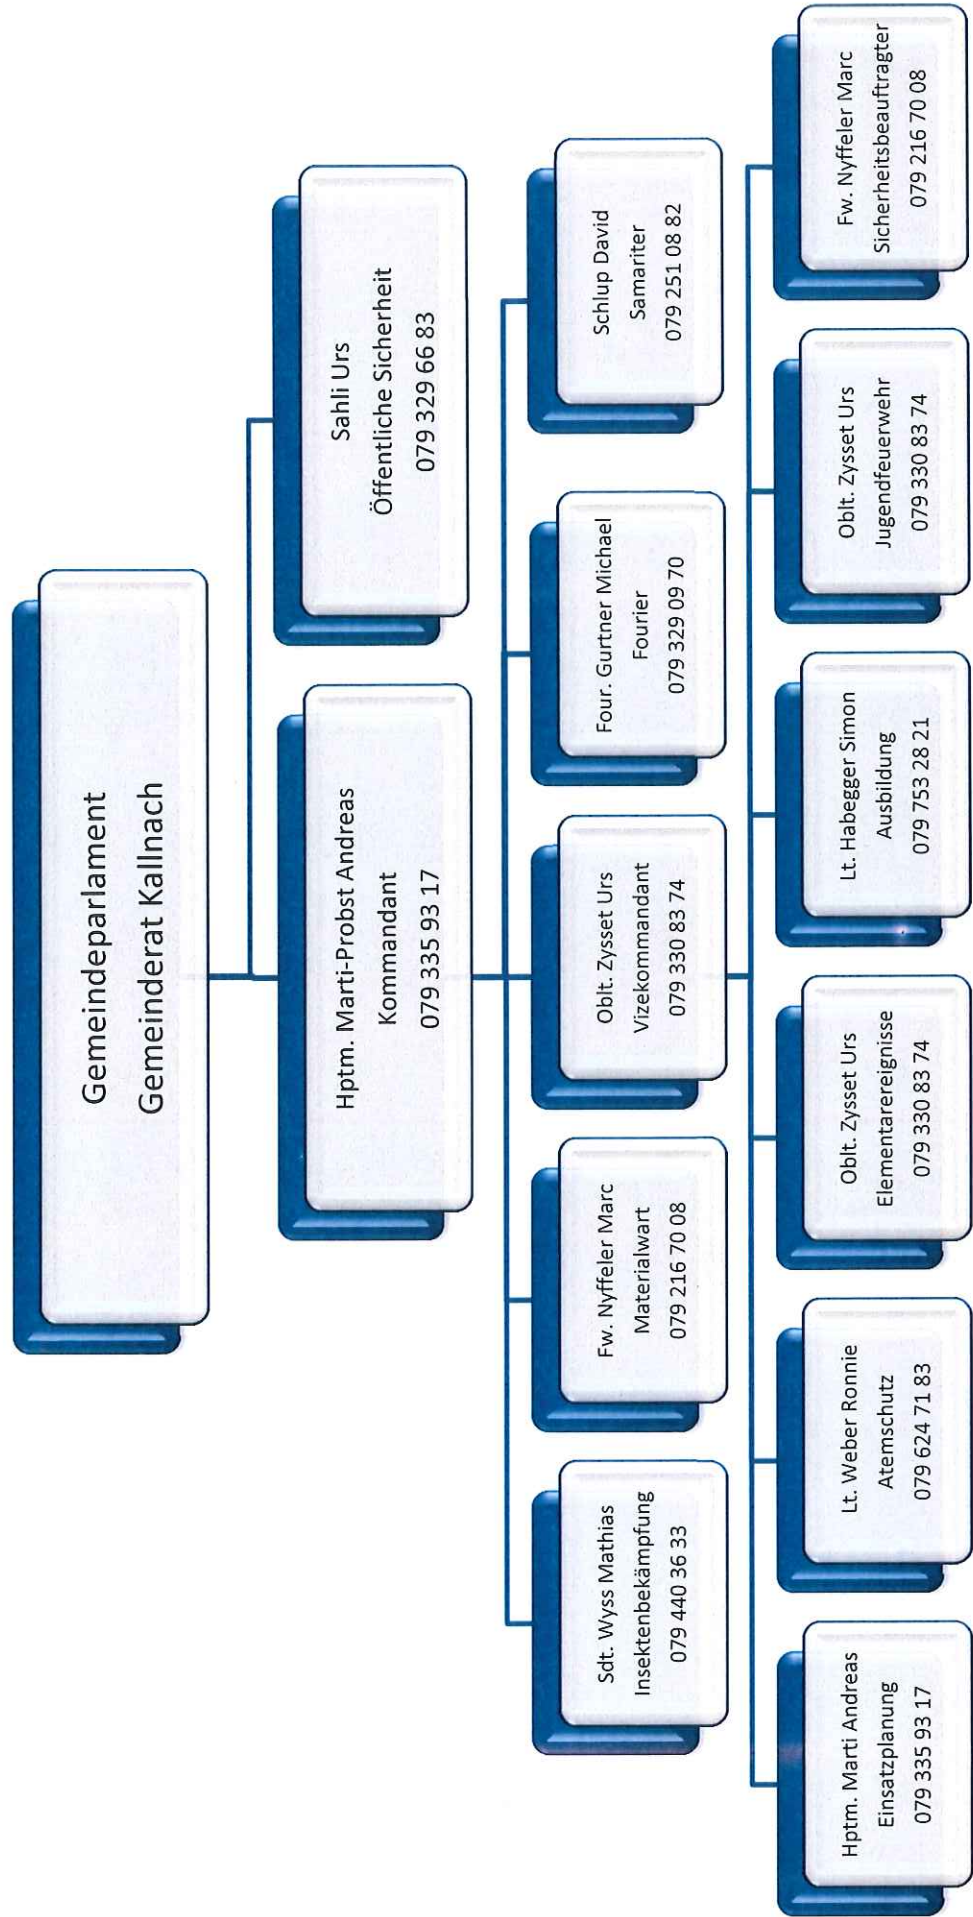 Gemeindeparlament
Gemeinderat Kallnach
Hptm. Marti-Probst Andreas
Kommandant
079 335 93 17
Sahli Urs
Öffentliche Sicherheit
079 329 66 83
Sdt. Wyss Mathias
Insektenbekämpfung
079 440 36 33
Fw. Nyffeler Marc
Materialwart
079 216 70 08
Oblt. Zysset Urs
Vizekommandant
079 330 83 74
Four. Gurtner Michael
Fourier
079 329 09 70
Schlup David
Samariter
079 251 08 82
Hptm. Marti Andreas
Einsatzplanung
079 335 93 17
Lt. Weber Ronnie
Atemschutz
079 624 71 83
Oblt. Zysset Urs
Elementarereignisse
079 330 83 74
Lt. Habegger Simon
Ausbildung
079 753 28 21
Oblt. Zysset Urs
Jugendfeuerwehr
079 330 83 74
Fw. Nyffeler Marc
Sicherheitsbeauftragter
079 216 70 08